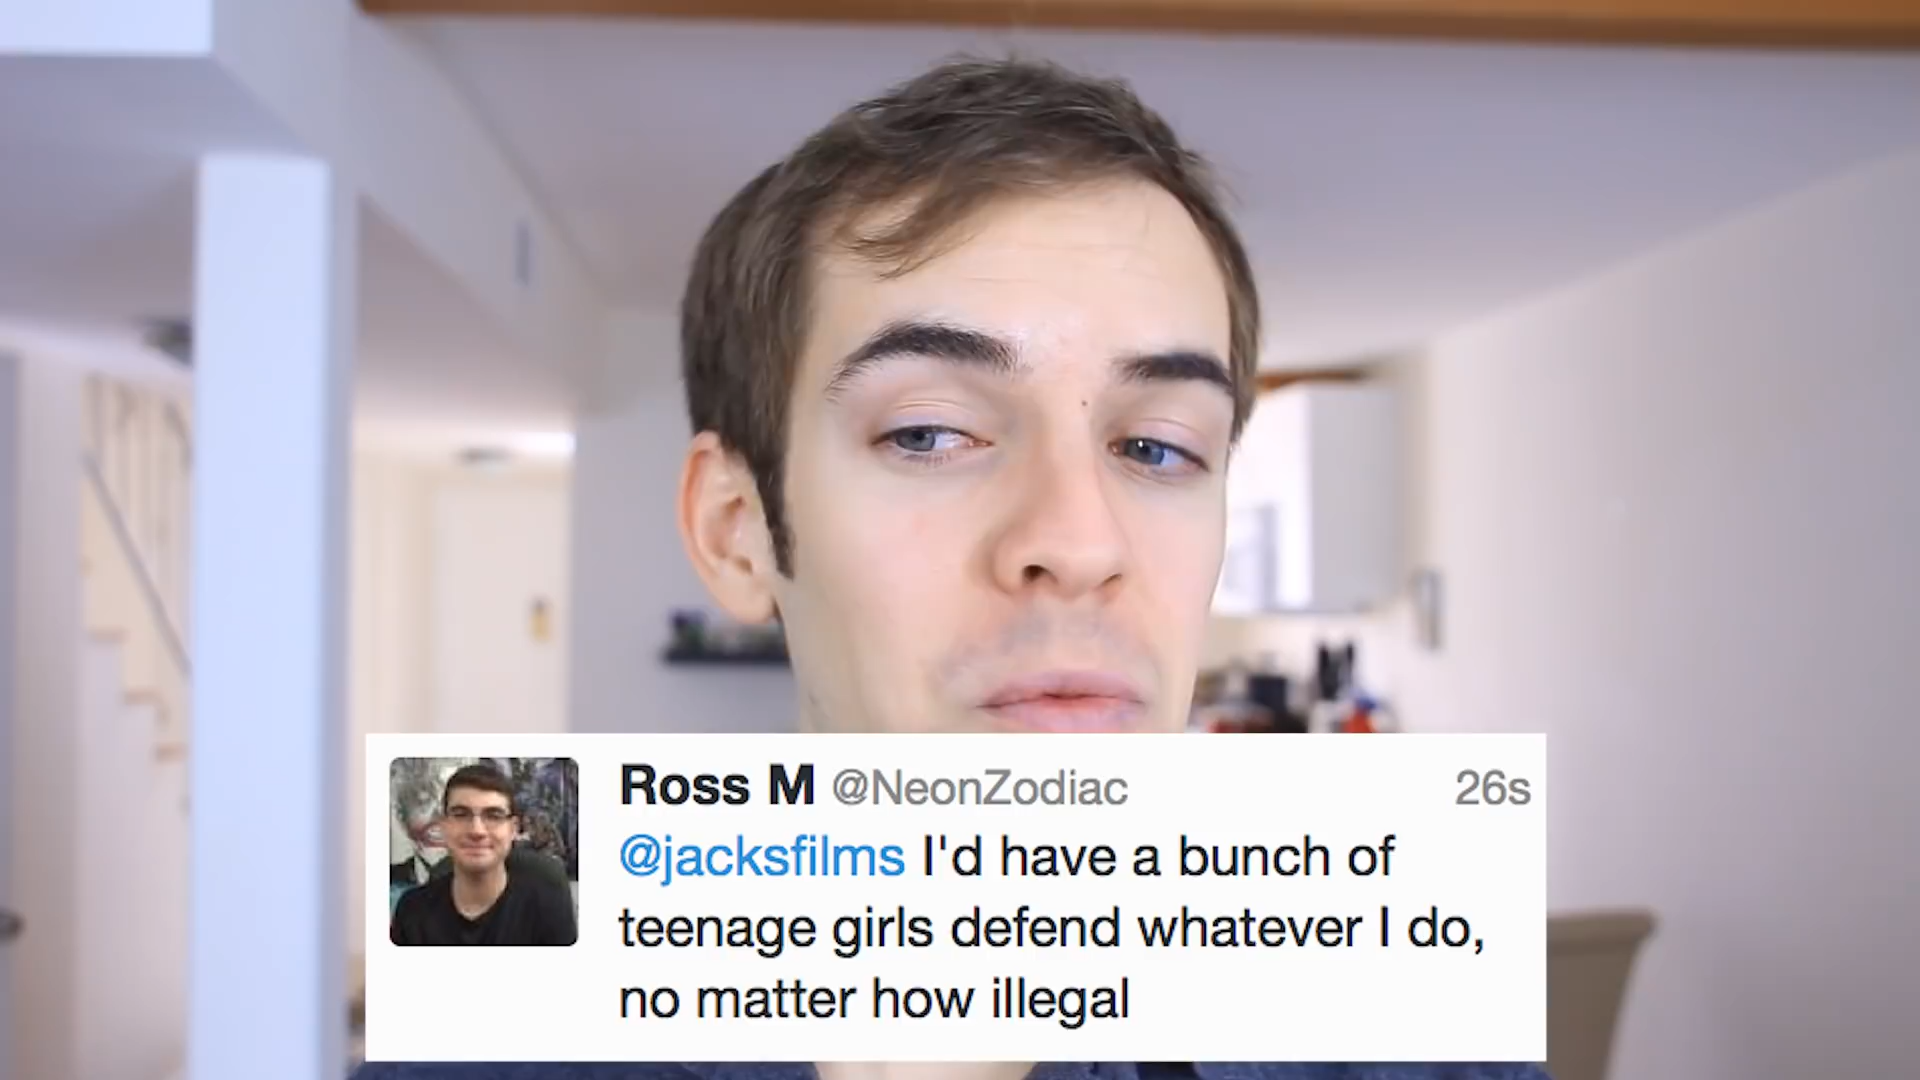 Ross M @NeonZodiac 26s
@jacksfilms I'd have a bunch of
teenage girls defend whatever I do,
no matter how illegal